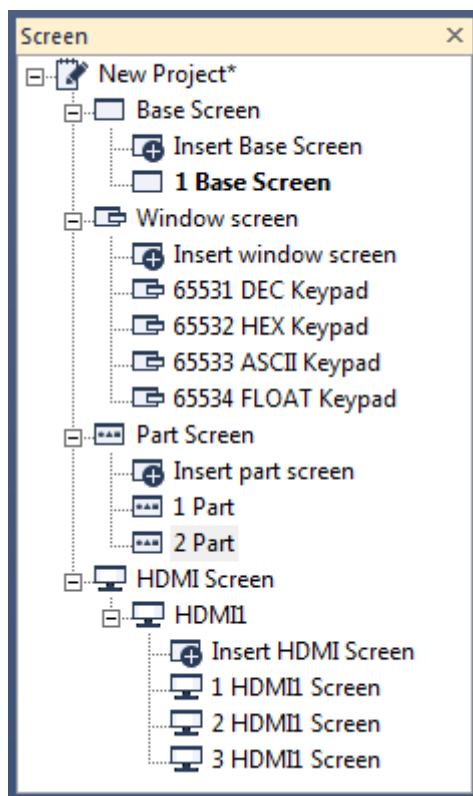 Screen
New Project*
Base Screen
Insert Base Screen
1 Base Screen
Window screen
Insert window screen
65531 DEC Keypad
65532 HEX Keypad
65533 ASCII Keypad
65534 FLOAT Keypad
Part Screen
Insert part screen
1 Part
2 Part
HDMI Screen
HDMI1
Insert HDMI Screen
1 HDMI1 Screen
2 HDMI1 Screen
3 HDMI1 Screen